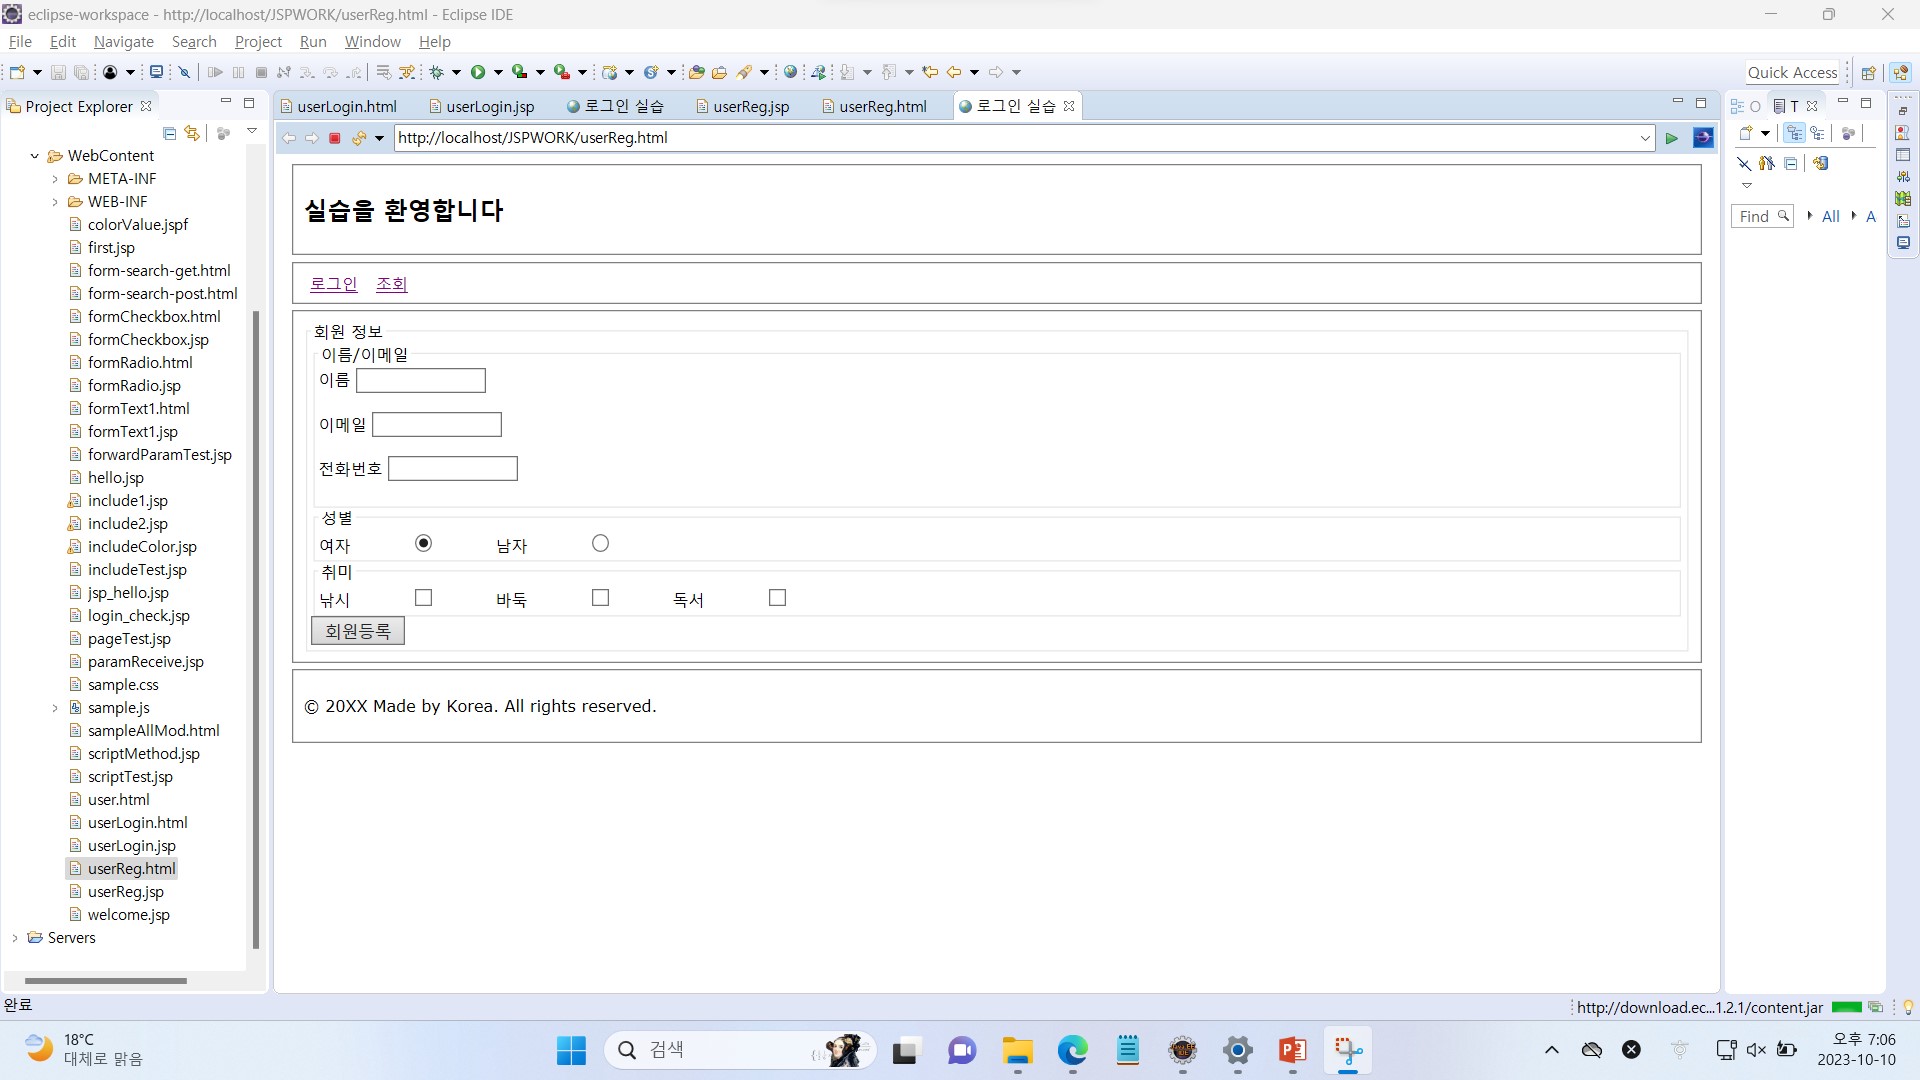 eclipse-workspace - http://localhost/JSPWORK/userReg.html - Eclipse IDE
File Edit Navigate Search Project Run Window Help
Quick Access
Project Explorer
userLogin.html userLogin.jsp 로그인 실습 userReg.jsp userReg.html 로그인 실습
O T
http://localhost/JSPWORK/userReg.html
WebContent
META-INF
WEB-INF
colorValue.jspf
first.jsp
form-search-get.html
form-search-post.html
formCheckbox.html
formCheckbox.jsp
formRadio.html
formRadio.jsp
formText1.html
formText1.jsp
forwardParamTest.jsp
hello.jsp
include1.jsp
include2.jsp
includeColor.jsp
includeTest.jsp
jsp_hello.jsp
login_check.jsp
pageTest.jsp
paramReceive.jsp
sample.css
sample.js
sampleAllMod.html
scriptMethod.jsp
scriptTest.jsp
user.html
userLogin.html
userLogin.jsp
userReg.html
userReg.jsp
welcome.jsp
Servers
실습을 환영합니다
로그인 조회
회원 정보
이름/이메일
이름
이메일
전화번호
성별
여자 남자
취미
낚시 바둑 독서
회원등록
© 20XX Made by Korea. All rights reserved.
Find All A
완료
http://download.ec...1.2.1/content.jar
18°C
대체로 맑음
검색
오후 7:06
2023-10-10